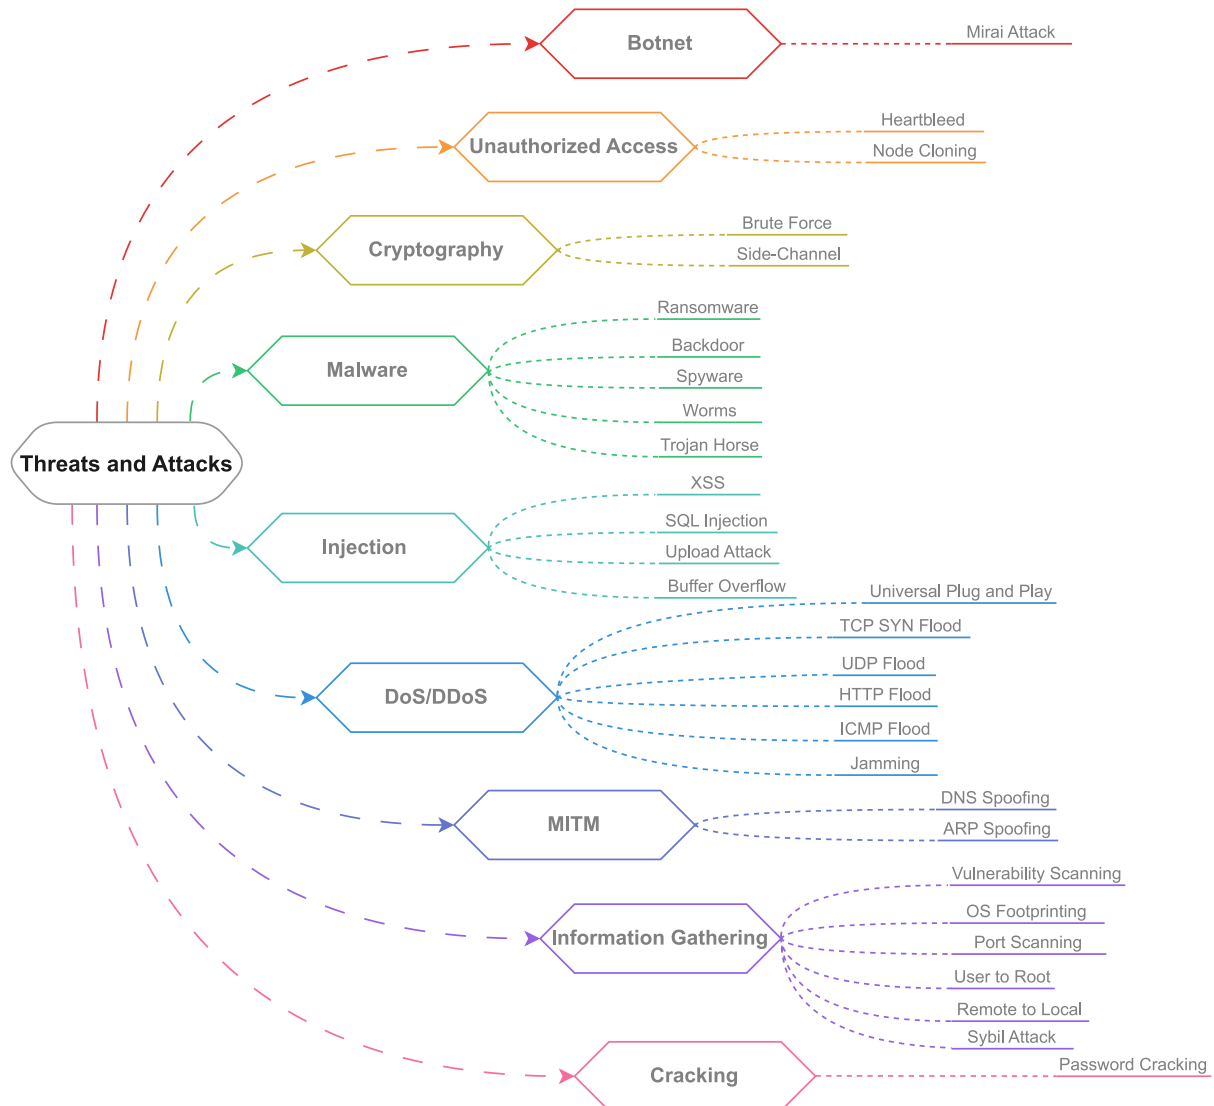 Botnet
Mirai Attack
Unauthorized Access
Heartbleed
Node Cloning
Cryptography
Brute Force
Side-Channel
Malware
Ransomware
Backdoor
Spyware
Worms
Trojan Horse
Threats and Attacks
Injection
XSS
SQL Injection
Upload Attack
Buffer Overflow
DoS/DDoS
Universal Plug and Play
TCP SYN Flood
UDP Flood
HTTP Flood
ICMP Flood
Jamming
MITM
DNS Spoofing
ARP Spoofing
Information Gathering
Vulnerability Scanning
OS Footprinting
Port Scanning
User to Root
Remote to Local
Sybil Attack
Cracking
Password Cracking